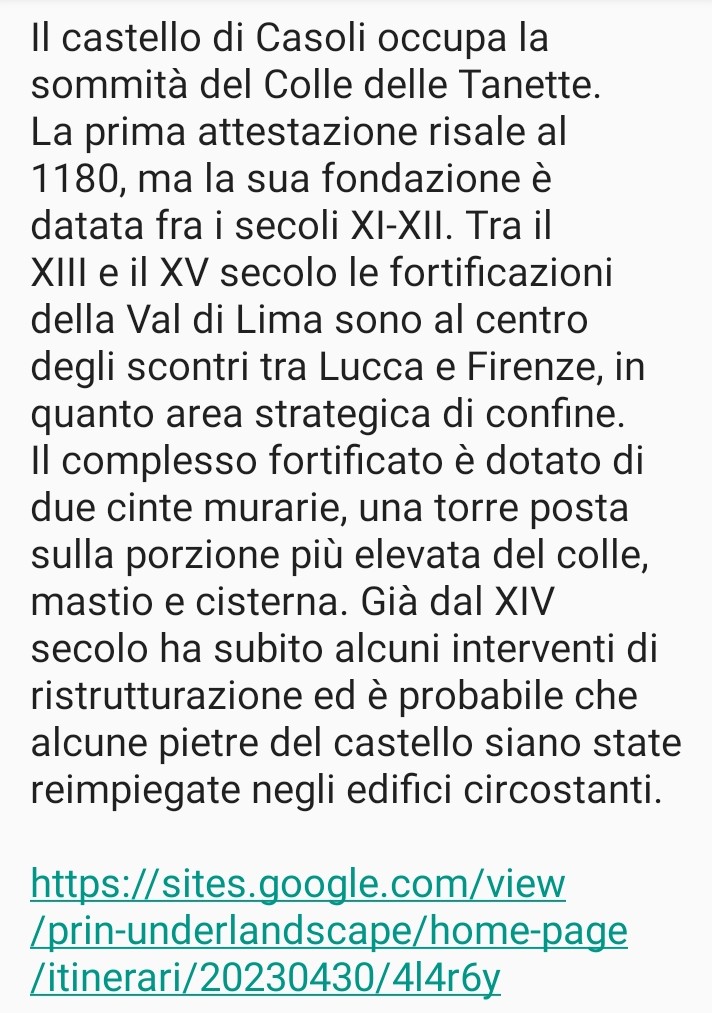 Il castello di Casoli occupa la
sommità del Colle delle Tanette.
La prima attestazione risale al
1180, ma la sua fondazione è
datata fra i secoli XI-XII. Tra il
XIII e il XV secolo le fortificazioni
della Val di Lima sono al centro
degli scontri tra Lucca e Firenze, in
quanto area strategica di confine.
Il complesso fortificato è dotato di
due cinte murarie, una torre posta
sulla porzione più elevata del colle,
mastio e cisterna. Già dal XIV
secolo ha subito alcuni interventi di
ristrutturazione ed è probabile che
alcune pietre del castello siano state
reimpiegate negli edifici circostanti.
https://sites.google.com/view
/prin-underlandscape/home-page
/itinerari/20230430/4l4r6y